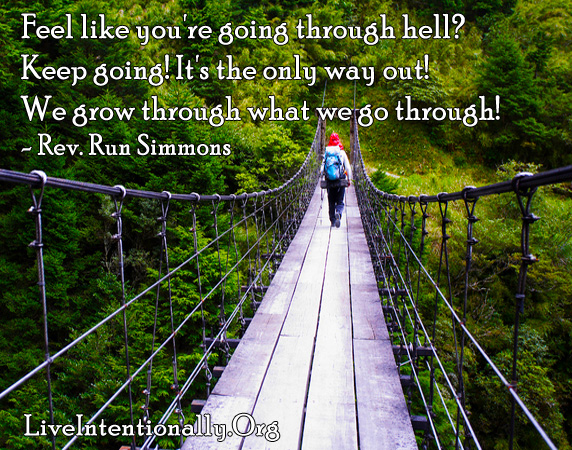 Feel like you're going through hell?
Keep going! It's the only way out!
We grow through what we go through!
~ Rev. Run Simmons
LiveIntentionally.Org